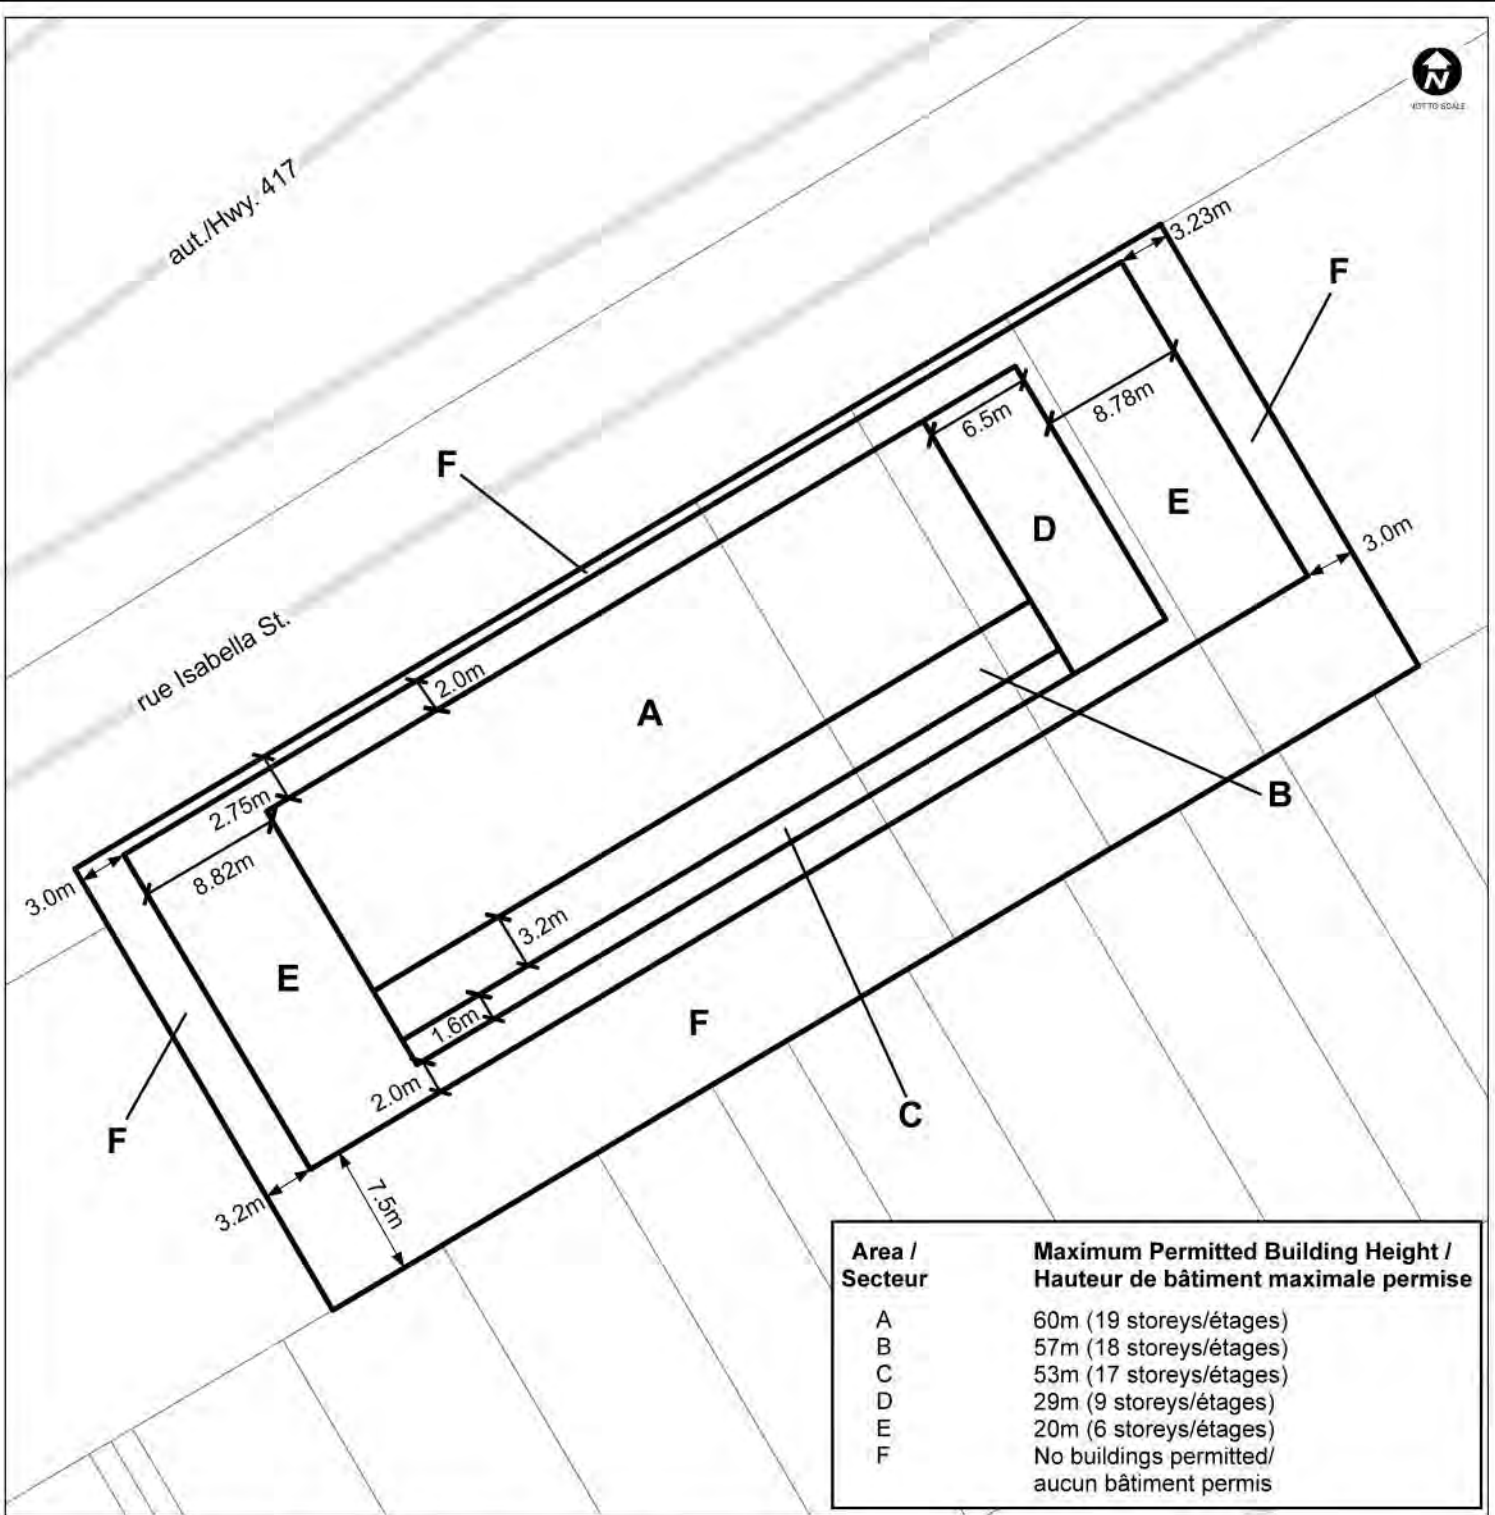 N
NOT TO SCALE
aut./Hwy. 417
3.23m
F
8.78m
6.5m
F
E
D
3.0m
rue Isabella St.
2.0m
A
B
2.75m
8.82m
3.0m
3.2m
E
1.6m
F
2.0m
C
F
3.2m
7.5m
Area / Maximum Permitted Building Height /
Secteur Hauteur de bâtiment maximale permise
A 60m (19 storeys/étages)
B 57m (18 storeys/étages)
C 53m (17 storeys/étages)
D 29m (9 storeys/étages)
E 20m (6 storeys/étages)
F No buildings permitted/
aucun bâtiment permis